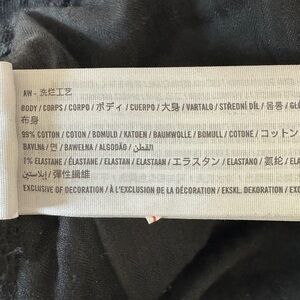 AW - 洗烂工艺
BODY / CORPS / CORPO / ボディ / CUERPO / 大身 / VARTALO / STŘEDNÍ DÍL / 몸통 /
布身
99% COTTON / COTON / BOMULD / KATOEN / BAUMWOLLE / BOMULL / COTONE / コットン
BAVLNA / 면 / BAWEŁNA / ALGODÃO / القطن
1% ELASTANE / ÉLASTANE / ELASTAN / ELASTAAN / エラスタン / ELASTANO / 氨纶 /
إيلاستين / 彈性纖維
EXCLUSIVE OF DECORATION / À L'EXCLUSION DE LA DÉCORATION / EKSKL. DEKORATION /